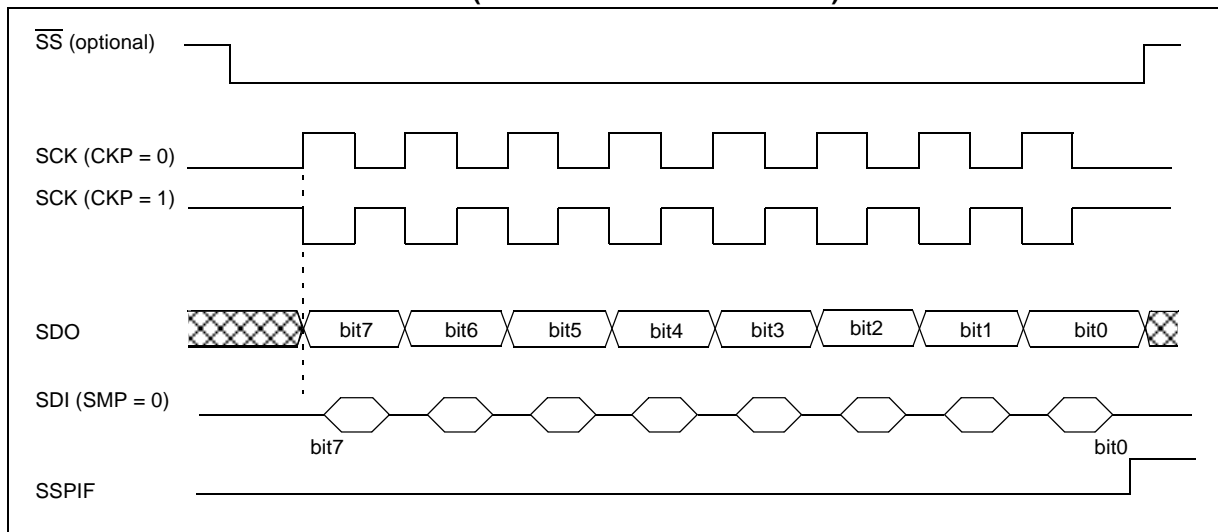 SS (optional)
SCK (CKP = 0)
SCK (CKP = 1)
SDO bit7 bit6 bit5 bit4 bit3 bit2 bit1 bit0
SDI (SMP = 0)
bit7 bit0
SSPIF